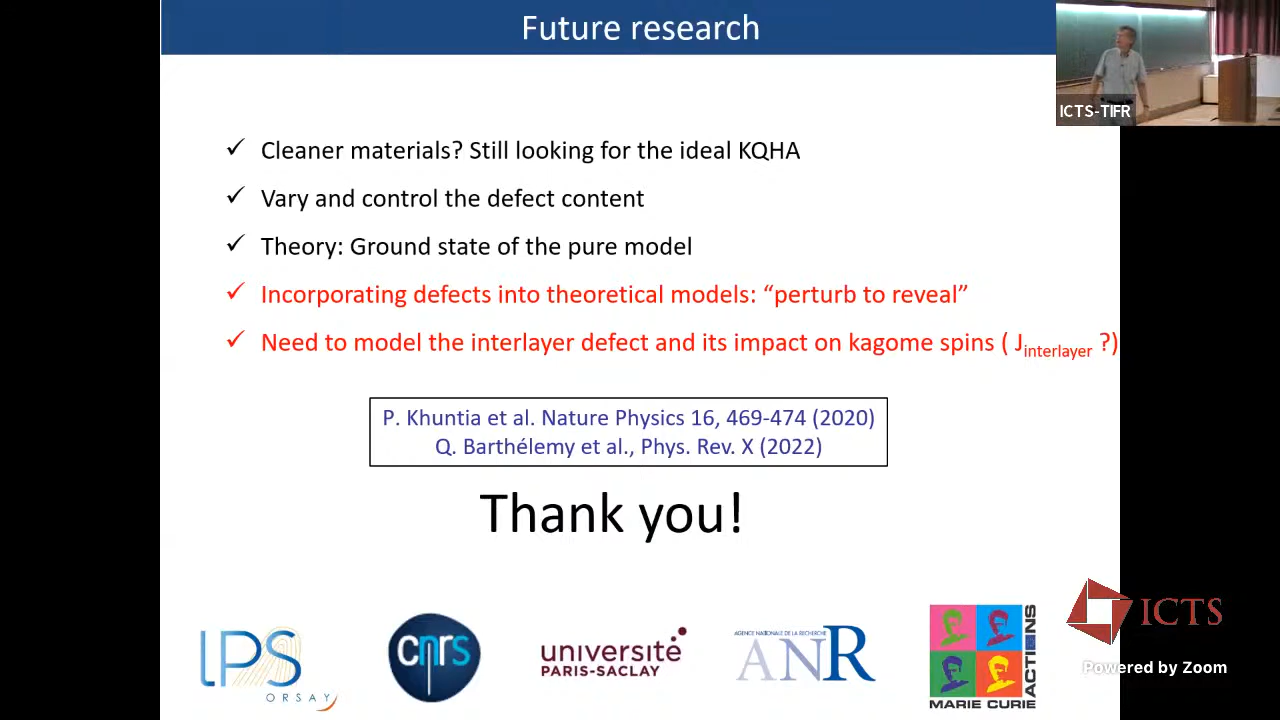 Future research
ICTS-TIFR
✓ Cleaner materials? Still looking for the ideal KQHA
✓ Vary and control the defect content
✓ Theory: Ground state of the pure model
✓ Incorporating defects into theoretical models: “perturb to reveal”
✓ Need to model the interlayer defect and its impact on kagome spins ( Jinterlayer ?)
P. Khuntia et al. Nature Physics 16, 469-474 (2020)
Q. Barthélemy et al., Phys. Rev. X (2022)
Thank you!
LPS
ORSAY
cnrs
université
PARIS-SACLAY
AGENCE NATIONALE DE LA RECHERCHE
ANR
MARIE CURIE
ACTIONS
ICTS
Powered by Zoom